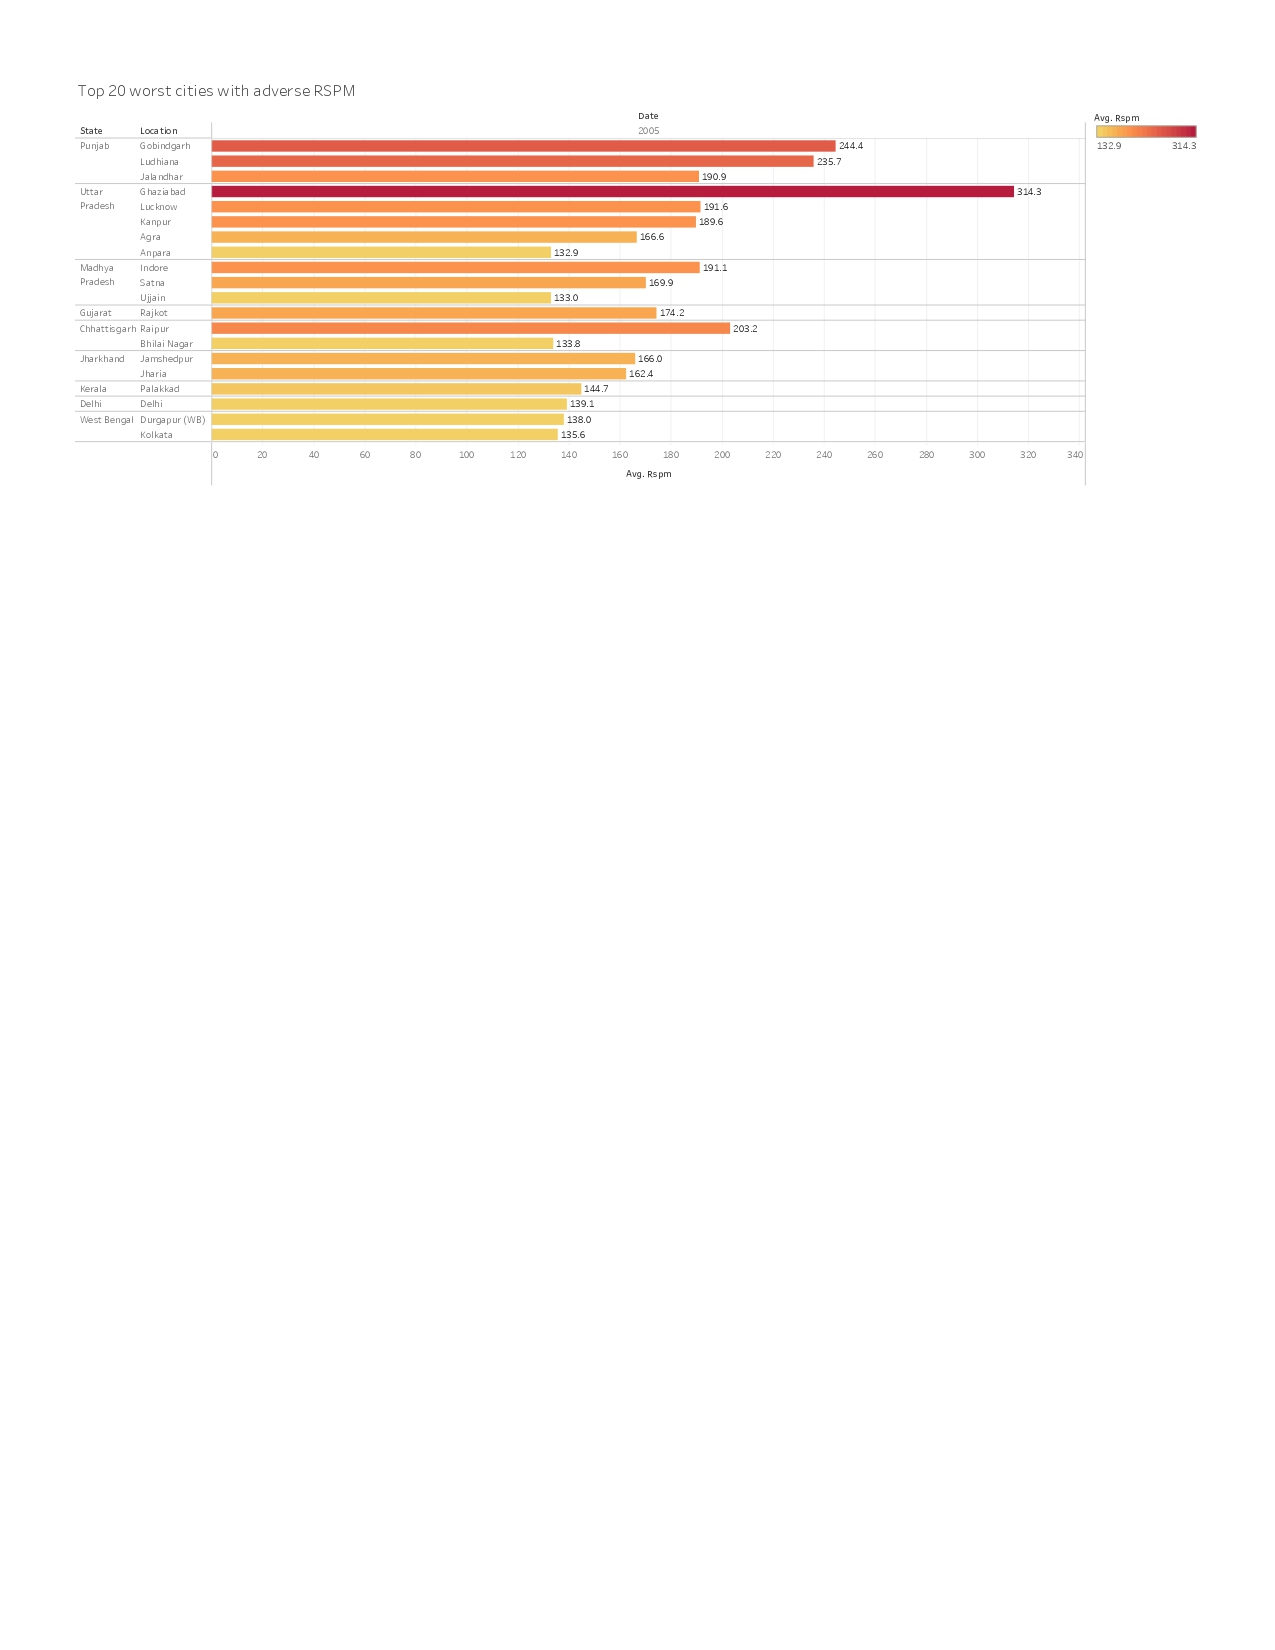 Top 20 worst cities with adverse RSPM
Date
State Location 2005
Avg. Rspm
132.9 314.3
Punjab Gobindgarh 244.4
Ludhiana 235.7
Jalandhar 190.9
Uttar Ghaziabad 314.3
Pradesh Lucknow 191.6
Kanpur 189.6
Agra 166.6
Anpara 132.9
Madhya Indore 191.1
Pradesh Satna 169.9
Ujjain 133.0
Gujarat Rajkot 174.2
Chhattisgarh Raipur 203.2
Bhilai Nagar 133.8
Jharkhand Jamshedpur 166.0
Jharia 162.4
Kerala Palakkad 144.7
Delhi Delhi 139.1
West Bengal Durgapur (WB) 138.0
Kolkata 135.6
0 20 40 60 80 100 120 140 160 180 200 220 240 260 280 300 320 340
Avg. Rspm